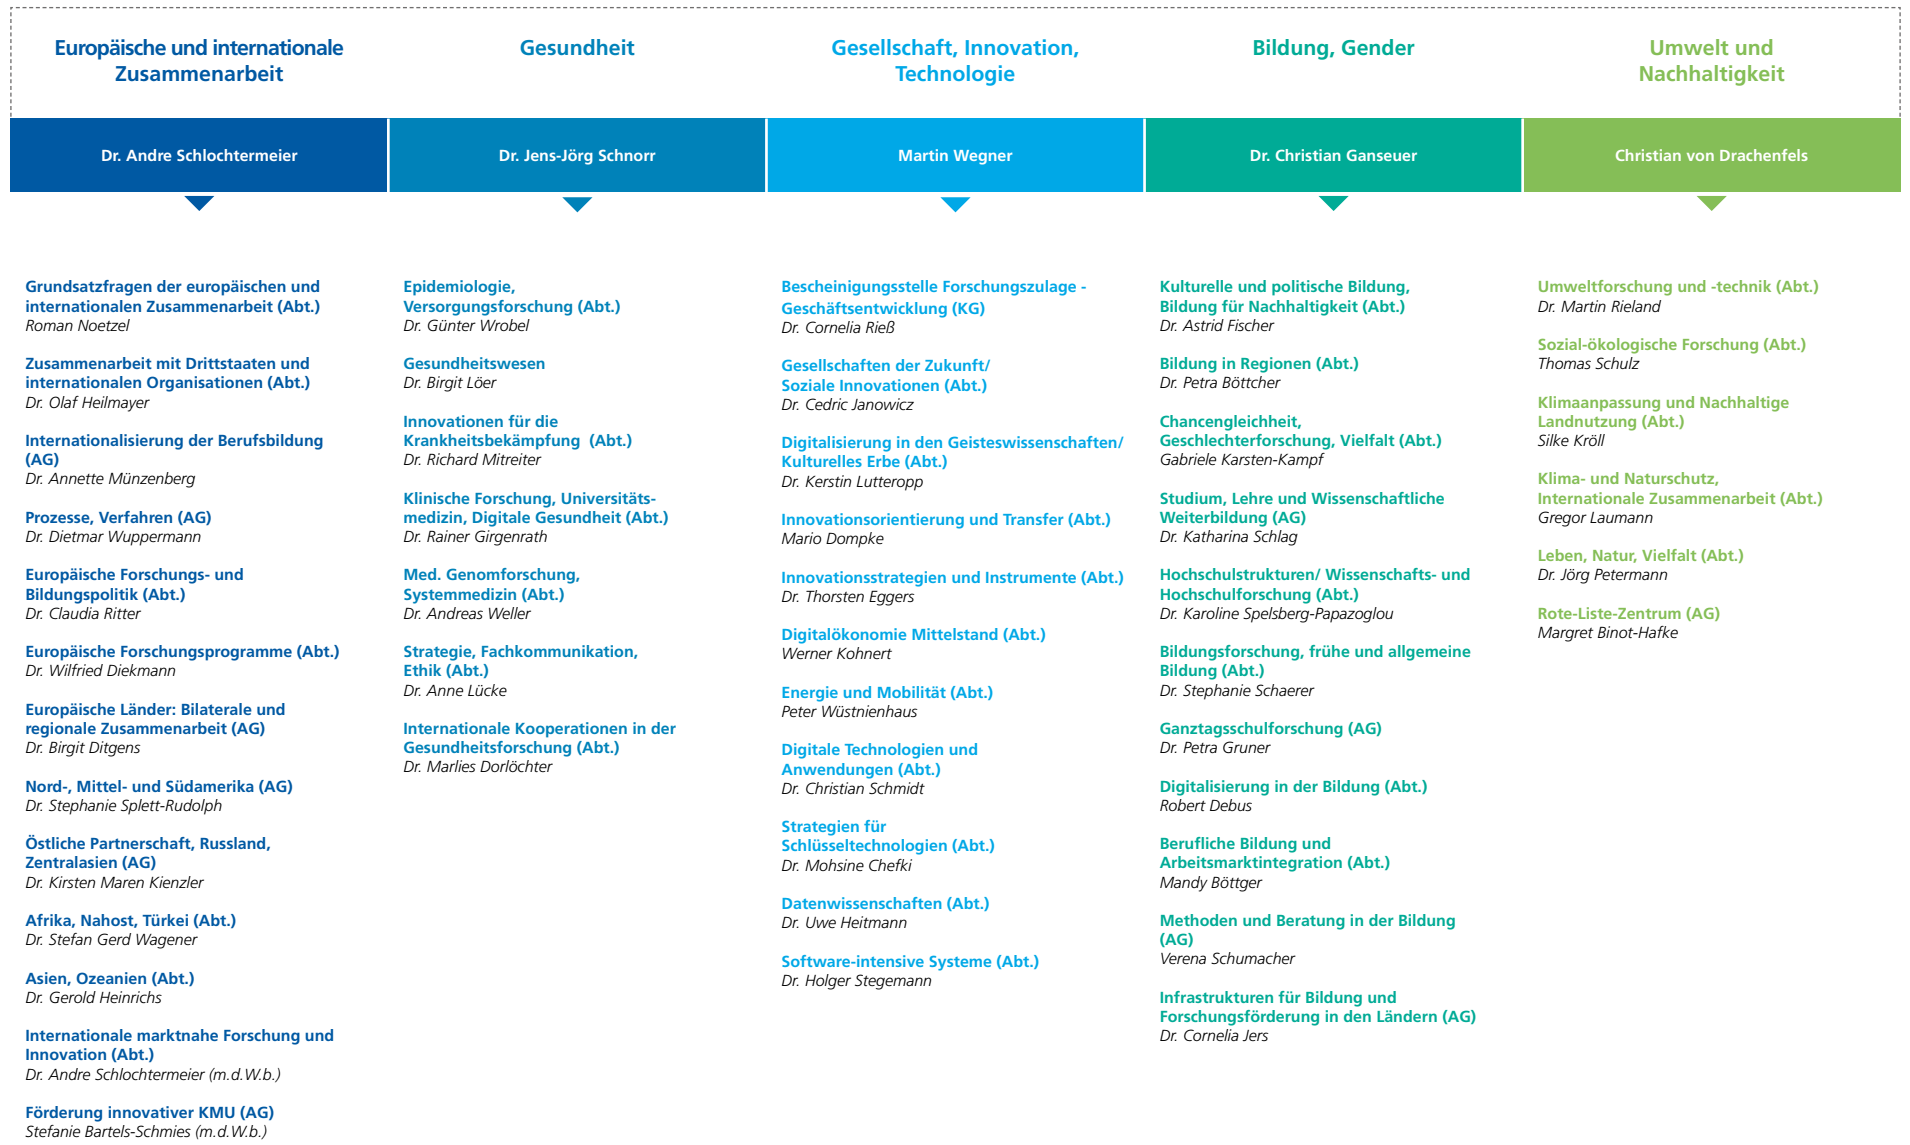 Europäische und internationale
Zusammenarbeit
Gesundheit
Gesellschaft, Innovation,
Technologie
Bildung, Gender
Umwelt und
Nachhaltigkeit
Dr. Andre Schlochtermeier
Dr. Jens-Jörg Schnorr
Martin Wegner
Dr. Christian Ganseuer
Christian von Drachenfels
Grundsatzfragen der europäischen und
internationalen Zusammenarbeit (Abt.)
Roman Noetzel
Zusammenarbeit mit Drittstaaten und
internationalen Organisationen (Abt.)
Dr. Olaf Heilmayer
Internationalisierung der Berufsbildung
(AG)
Dr. Annette Münzenberg
Prozesse, Verfahren (AG)
Dr. Dietmar Wuppermann
Europäische Forschungs- und
Bildungspolitik (Abt.)
Dr. Claudia Ritter
Europäische Forschungsprogramme (Abt.)
Dr. Wilfried Diekmann
Europäische Länder: Bilaterale und
regionale Zusammenarbeit (AG)
Dr. Birgit Ditgens
Nord-, Mittel- und Südamerika (AG)
Dr. Stephanie Splett-Rudolph
Östliche Partnerschaft, Russland,
Zentralasien (AG)
Dr. Kirsten Maren Kienzler
Afrika, Nahost, Türkei (Abt.)
Dr. Stefan Gerd Wagener
Asien, Ozeanien (Abt.)
Dr. Gerold Heinrichs
Internationale marktnahe Forschung und
Innovation (Abt.)
Dr. Andre Schlochtermeier (m.d.W.b.)
Förderung innovativer KMU (AG)
Stefanie Bartels-Schmies (m.d.W.b.)
Epidemiologie,
Versorgungsforschung (Abt.)
Dr. Günter Wrobel
Gesundheitswesen
Dr. Birgit Löer
Innovationen für die
Krankheitsbekämpfung (Abt.)
Dr. Richard Mitreiter
Klinische Forschung, Universitäts-
medizin, Digitale Gesundheit (Abt.)
Dr. Rainer Girgenrath
Med. Genomforschung,
Systemmedizin (Abt.)
Dr. Andreas Weller
Strategie, Fachkommunikation,
Ethik (Abt.)
Dr. Anne Lücke
Internationale Kooperationen in der
Gesundheitsforschung (Abt.)
Dr. Marlies Dorlöchter
Bescheinigungsstelle Forschungszulage -
Geschäftsentwicklung (KG)
Dr. Cornelia Rieß
Gesellschaften der Zukunft/
Soziale Innovationen (Abt.)
Dr. Cedric Janowicz
Digitalisierung in den Geisteswissenschaften/
Kulturelles Erbe (Abt.)
Dr. Kerstin Lutteropp
Innovationsorientierung und Transfer (Abt.)
Mario Dompke
Innovationsstrategien und Instrumente (Abt.)
Dr. Thorsten Eggers
Digitalökonomie Mittelstand (Abt.)
Werner Kohnert
Energie und Mobilität (Abt.)
Peter Wüstnienhaus
Digitale Technologien und
Anwendungen (Abt.)
Dr. Christian Schmidt
Strategien für
Schlüsseltechnologien (Abt.)
Dr. Mohsine Chefki
Datenwissenschaften (Abt.)
Dr. Uwe Heitmann
Software-intensive Systeme (Abt.)
Dr. Holger Stegemann
Kulturelle und politische Bildung,
Bildung für Nachhaltigkeit (Abt.)
Dr. Astrid Fischer
Bildung in Regionen (Abt.)
Dr. Petra Böttcher
Chancengleichheit,
Geschlechterforschung, Vielfalt (Abt.)
Gabriele Karsten-Kampf
Studium, Lehre und Wissenschaftliche
Weiterbildung (AG)
Dr. Katharina Schlag
Hochschulstrukturen/ Wissenschafts- und
Hochschulforschung (Abt.)
Dr. Karoline Spelsberg-Papazoglou
Bildungsforschung, frühe und allgemeine
Bildung (Abt.)
Dr. Stephanie Schaerer
Ganztagsschulforschung (AG)
Dr. Petra Gruner
Digitalisierung in der Bildung (Abt.)
Robert Debus
Berufliche Bildung und
Arbeitsmarktintegration (Abt.)
Mandy Böttger
Methoden und Beratung in der Bildung
(AG)
Verena Schumacher
Infrastrukturen für Bildung und
Forschungsförderung in den Ländern (AG)
Dr. Cornelia Jers
Umweltforschung und -technik (Abt.)
Dr. Martin Rieland
Sozial-ökologische Forschung (Abt.)
Thomas Schulz
Klimaanpassung und Nachhaltige
Landnutzung (Abt.)
Silke Kröll
Klima- und Naturschutz,
Internationale Zusammenarbeit (Abt.)
Gregor Laumann
Leben, Natur, Vielfalt (Abt.)
Dr. Jörg Petermann
Rote-Liste-Zentrum (AG)
Margret Binot-Hafke